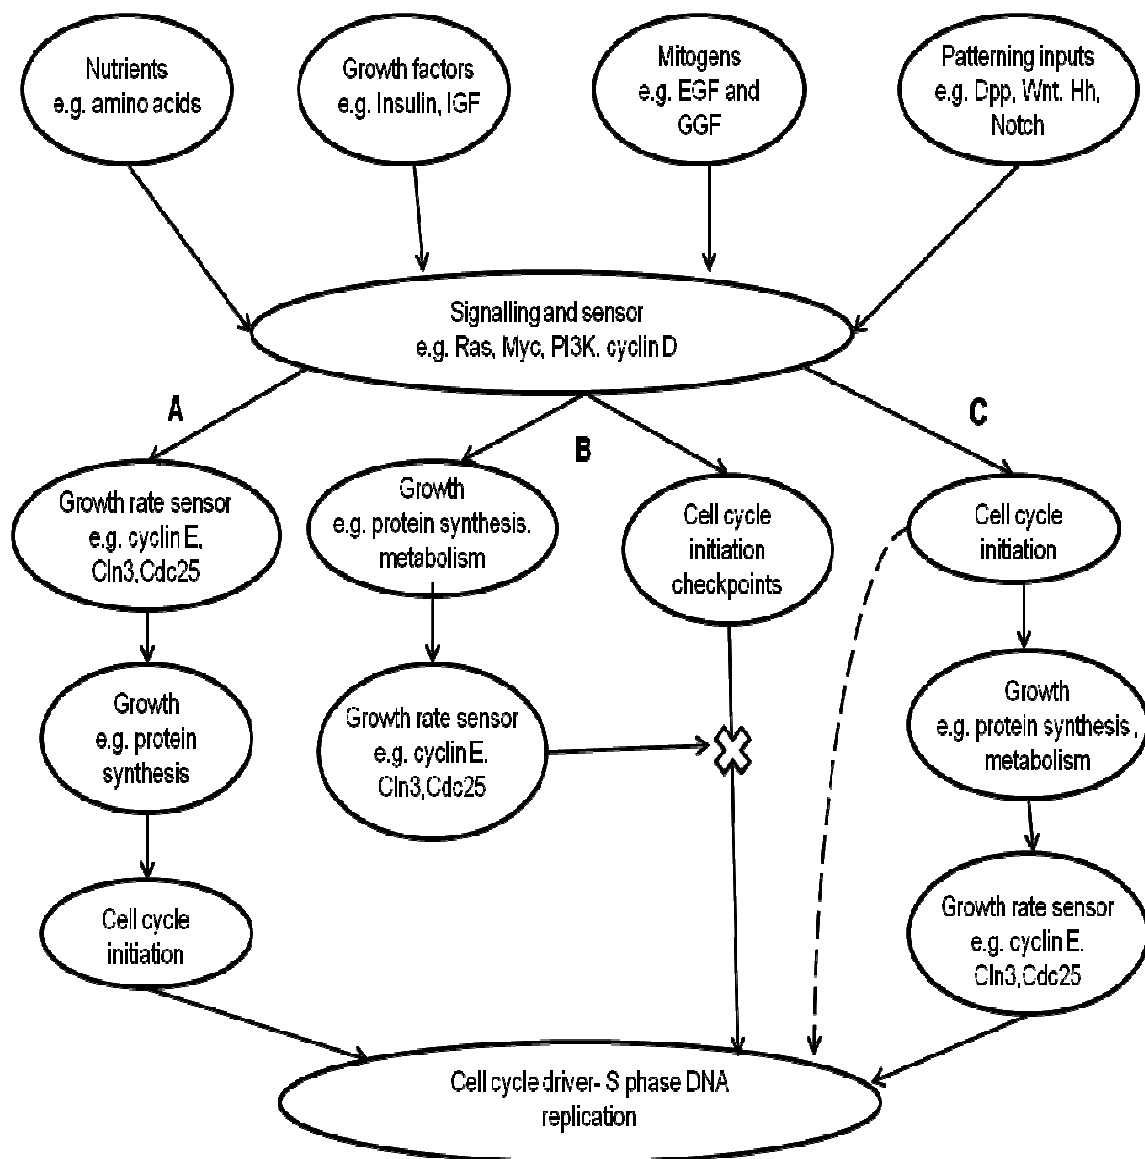 Nutrients
e.g. amino acids
Growth factors
e.g. Insulin, IGF
Mitogens
e.g. EGF and
GGF
Patterning inputs
e.g. Dpp, Wnt. Hh,
Notch
Signalling and sensor
e.g. Ras, Myc, PI3K. cyclin D
A
B
C
Growth rate sensor
e.g. cyclin E,
Cln3,Cdc25
Growth
e.g. protein synthesis.
metabolism
Cell cycle
initiation
checkpoints
Cell cycle
initiation
Growth
e.g. protein
synthesis
Growth rate sensor
e.g. cyclin E.
Cln3,Cdc25
Growth
e.g. protein synthesis,
metabolism
Cell cycle
initiation
Growth rate sensor
e.g. cyclin E.
Cln3,Cdc25
Cell cycle driver- S phase DNA
replication